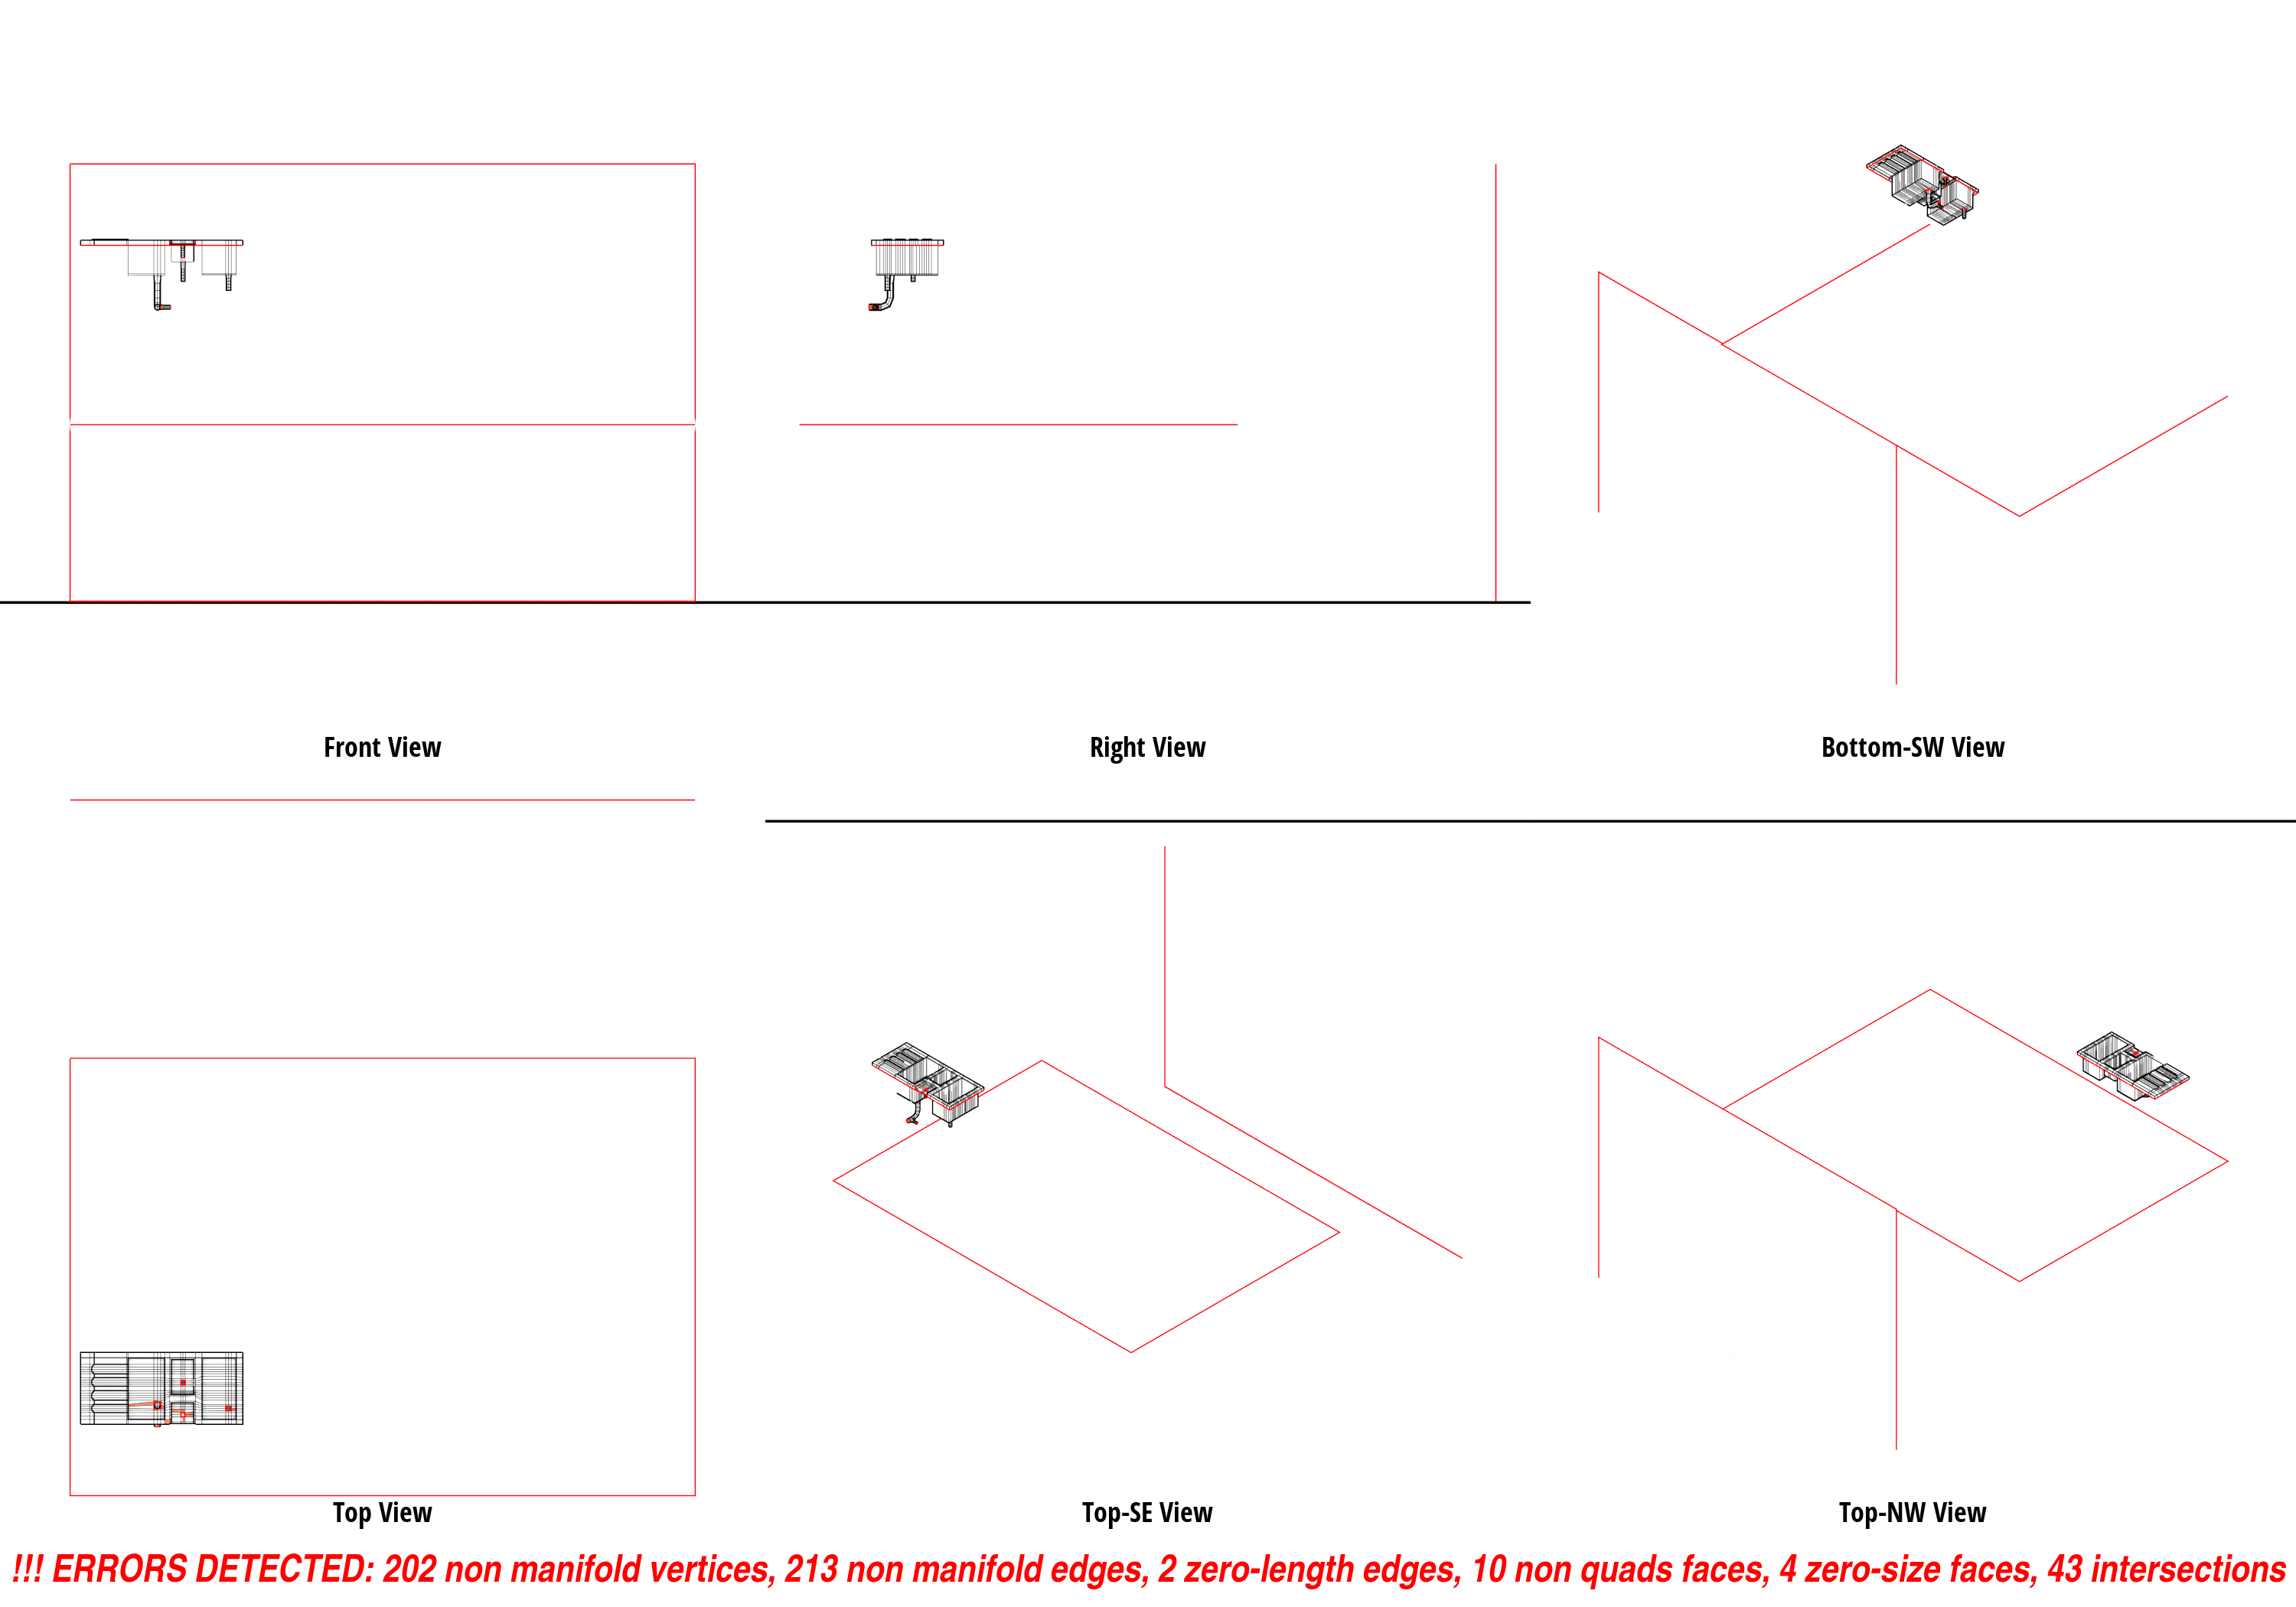 Front View
Right View
Bottom-SW View
Top View
Top-SE View
Top-NW View
!!! ERRORS DETECTED: 202 non manifold vertices, 213 non manifold edges, 2 zero-length edges, 10 non quads faces, 4 zero-size faces, 43 intersections